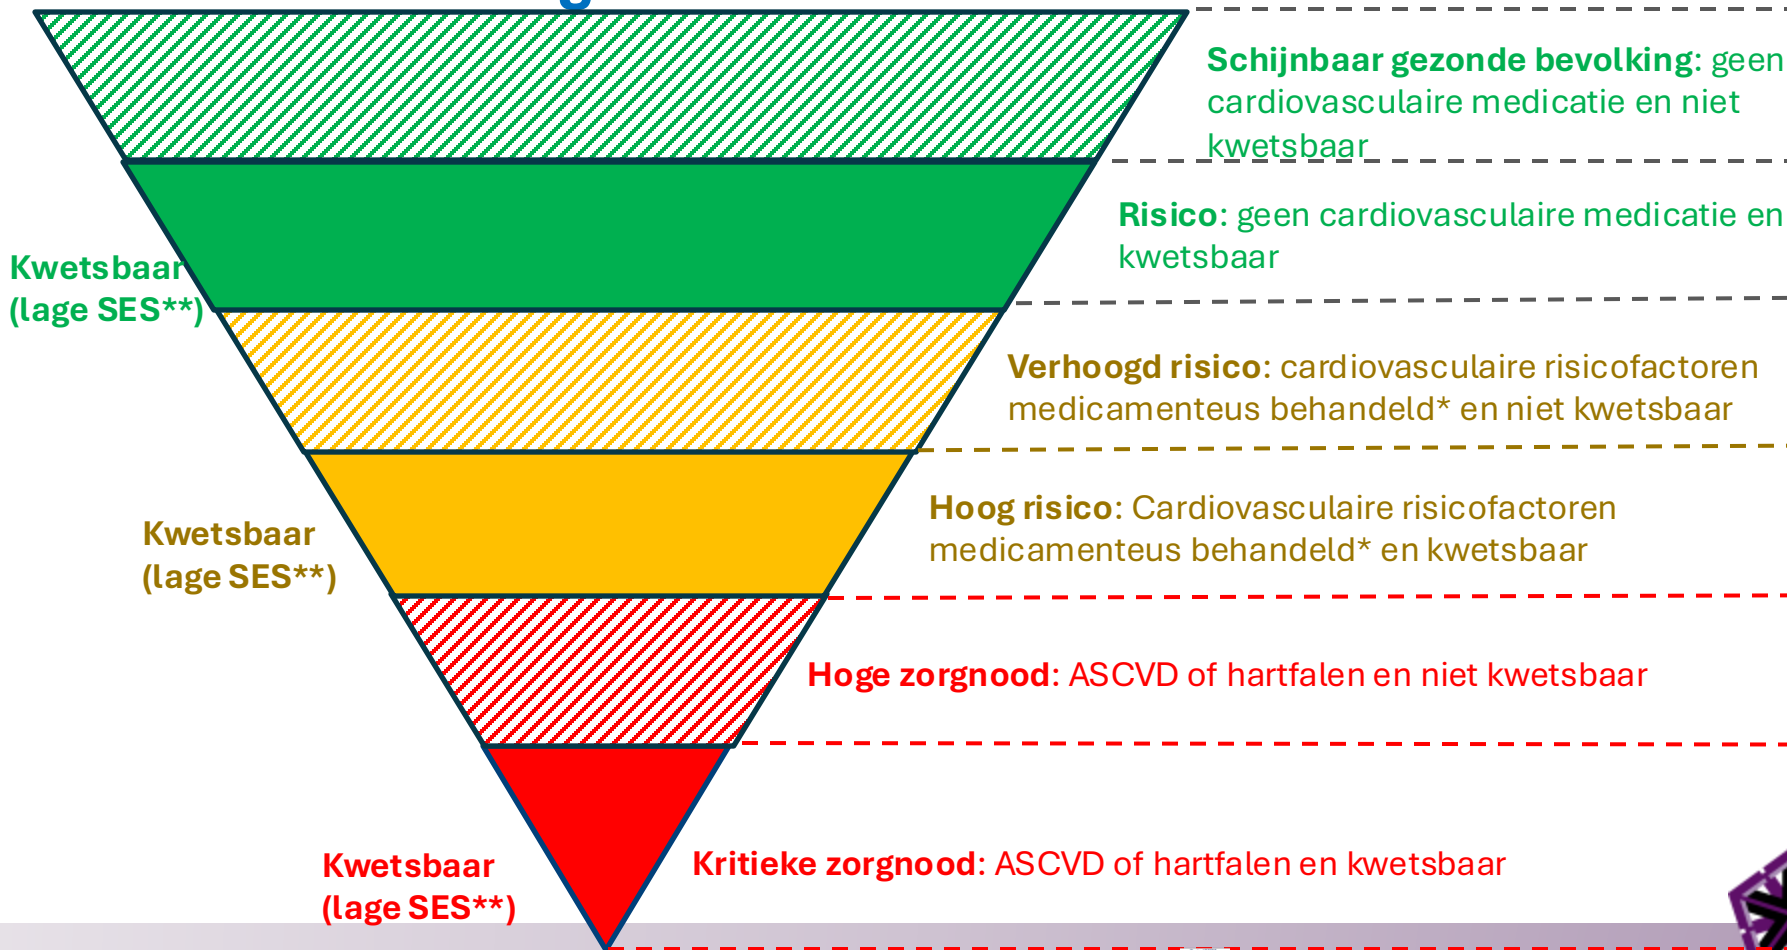 Schijnbaar gezonde bevolking: geen
cardiovasculaire medicatie en niet
kwetsbaar
Risico: geen cardiovasculaire medicatie en
kwetsbaar
Kwetsbaar
(lage SES**)
Verhoogd risico: cardiovasculaire risicofactoren
medicamenteus behandeld* en niet kwetsbaar
Hoog risico: Cardiovasculaire risicofactoren
medicamenteus behandeld* en kwetsbaar
Kwetsbaar
(lage SES**)
Hoge zorgnood: ASCVD of hartfalen en niet kwetsbaar
Kritieke zorgnood: ASCVD of hartfalen en kwetsbaar
Kwetsbaar
(lage SES**)